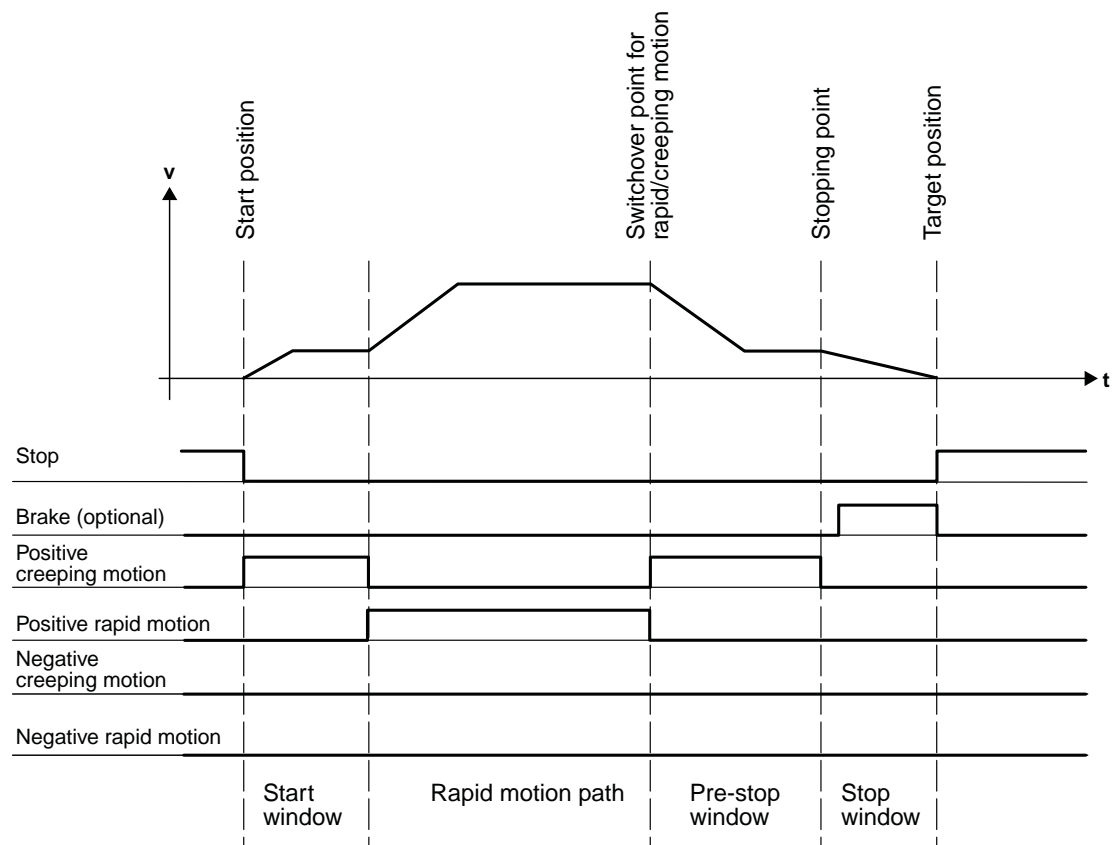 Start position
Switchover point for
rapid/creeping motion
Stopping point
Target position
v
t
Stop
Brake (optional)
Positive
creeping motion
Positive rapid motion
Negative
creeping motion
Negative rapid motion
Start
window
Rapid motion path
Pre-stop
window
Stop
window